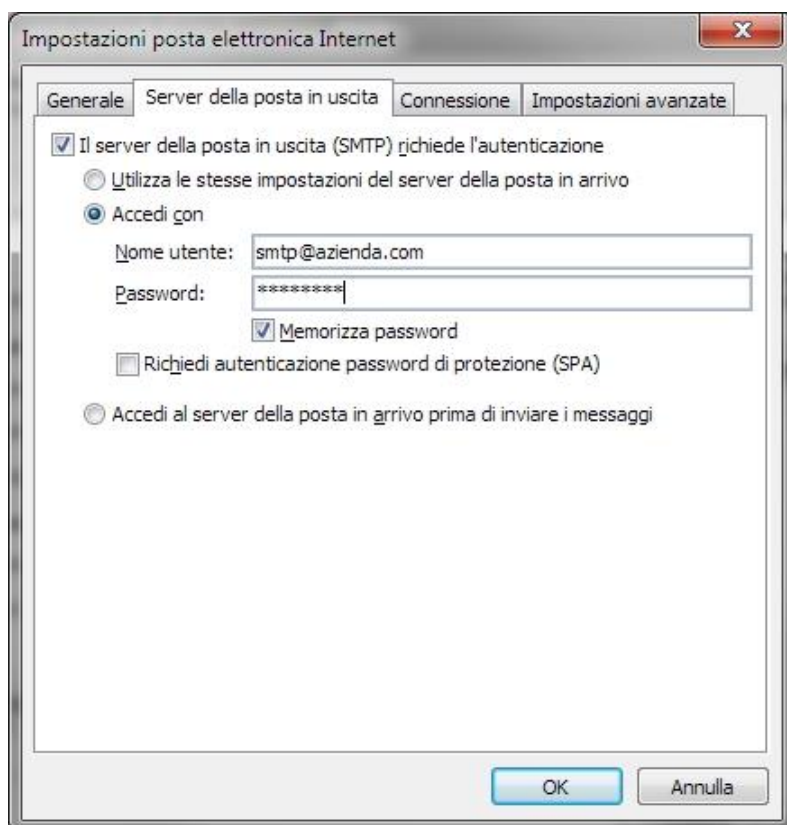 Impostazioni posta elettronica Internet
X
Generale Server della posta in uscita Connessione Impostazioni avanzate
Il server della posta in uscita (SMTP) richiede l'autenticazione
Utilizza le stesse impostazioni del server della posta in arrivo
Accedi con
Nome utente: smtp@azienda.com
Password: ********
Memorizza password
Richiedi autenticazione password di protezione (SPA)
Accedi al server della posta in arrivo prima di inviare i messaggi
OK Annulla